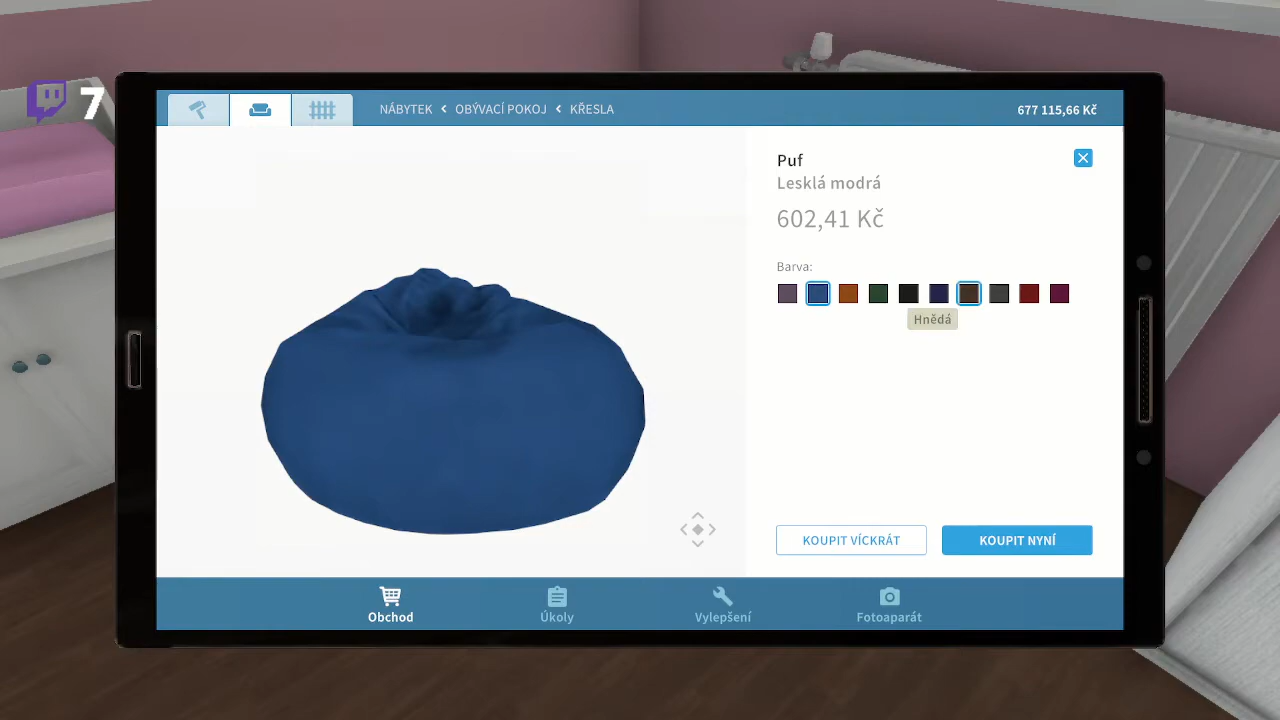 7
NÁBYTEK < OBÝVACÍ POKOJ < KŘESLA
677 115,66 Kč
Puf
Lesklá modrá
602,41 Kč
Barva:
Hnědá
KOUPIT VÍCKRÁT
KOUPIT NYNÍ
Obchod
Úkoly
Vylepšení
Fotoaparát